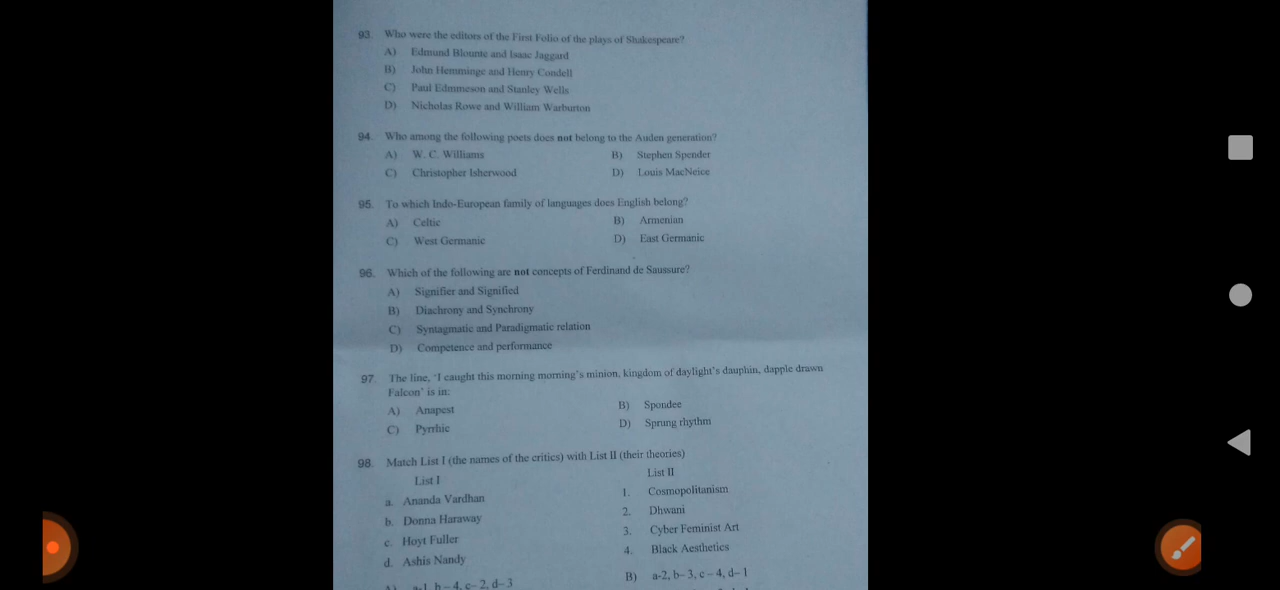 93. Who were the editors of the First Folio of the plays of Shakespeare?
A) Edmund Blounte and Isaac Jaggard
B) John Hemminge and Henry Condell
C) Paul Edmmeson and Stanley Wells
D) Nicholas Rowe and William Warburton
94. Who among the following poets does not belong to the Auden generation?
A) W. C. Williams B) Stephen Spender
C) Christopher Isherwood D) Louis MacNeice
95. To which Indo-European family of languages does English belong?
A) Celtic B) Armenian
C) West Germanic D) East Germanic
96. Which of the following are not concepts of Ferdinand de Saussure?
A) Signifier and Signified
B) Diachrony and Synchrony
C) Syntagmatic and Paradigmatic relation
D) Competence and performance
97. The line, 'I caught this morning morning's minion, kingdom of daylight's dauphin, dapple drawn
Falcon' is in:
A) Anapest B) Spondee
C) Pyrrhic D) Sprung rhythm
98. Match List I (the names of the critics) with List II (their theories)
List I List II
a. Ananda Vardhan 1. Cosmopolitanism
b. Donna Haraway 2. Dhwani
c. Hoyt Fuller 3. Cyber Feminist Art
d. Ashis Nandy 4. Black Aesthetics
A) a-1, b-4, c-2, d-3 B) a-2, b-3, c-4, d-1